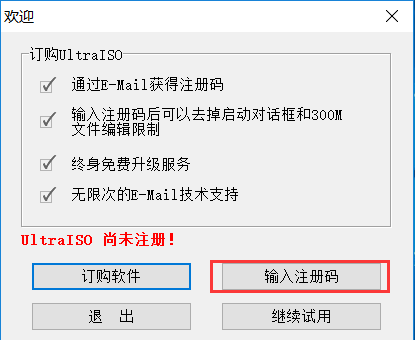 欢迎
订购UltraISO
通过E-Mail获得注册码
输入注册码后可以去掉启动对话框和300M
文件编辑限制
终身免费升级服务
无限次的E-Mail技术支持
UltraISO 尚未注册!
订购软件
输入注册码
退 出
继续试用